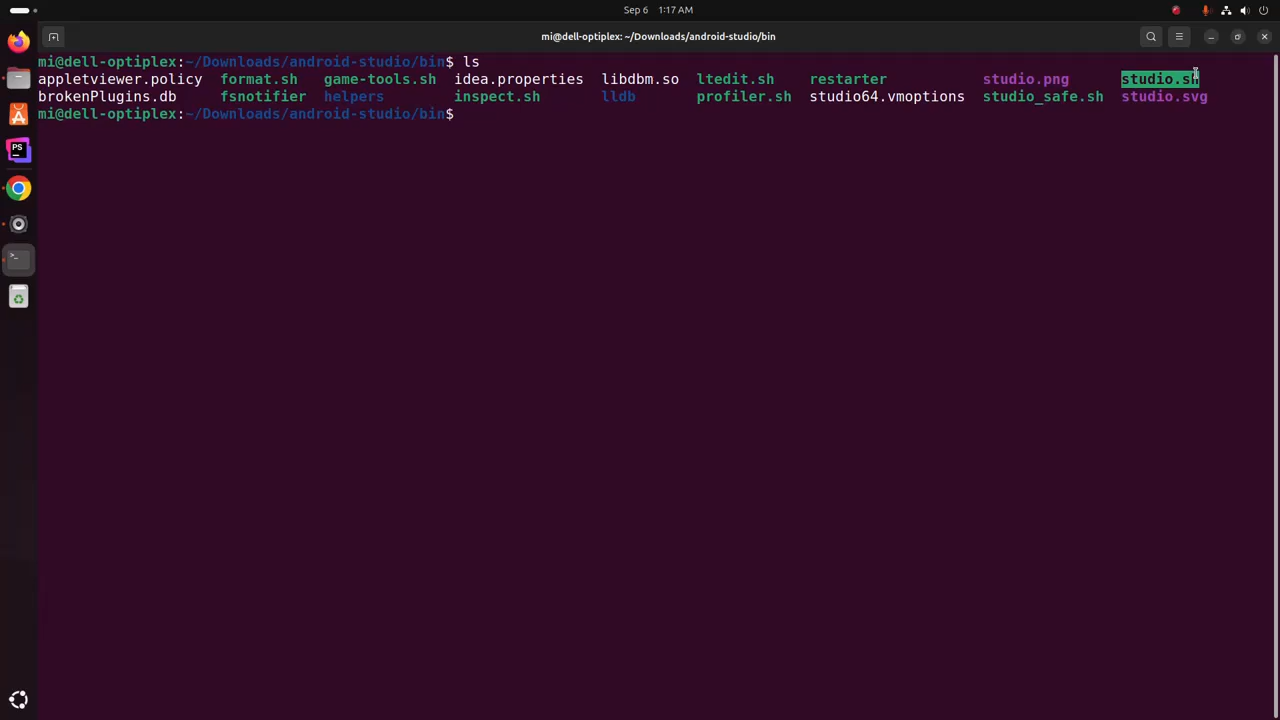 Sep 6 1:17 AM
mi@dell-optiplex: ~/Downloads/android-studio/bin
mi@dell-optiplex:~/Downloads/android-studio/bin$ ls
appletviewer.policy format.sh game-tools.sh idea.properties libdbm.so ltedit.sh restarter studio.png studio.sh
brokenPlugins.db fsnotifier helpers inspect.sh lldb profiler.sh studio64.vmoptions studio_safe.sh studio.svg
mi@dell-optiplex:~/Downloads/android-studio/bin$
PS